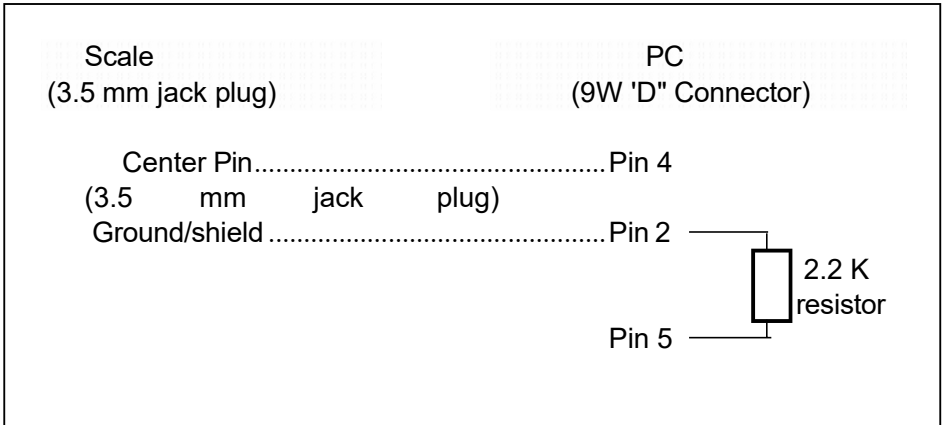 Scale PC
(3.5 mm jack plug) (9W 'D" Connector)
Center Pin..................................................Pin 4
(3.5 mm jack plug)
Ground/shield ................................................Pin 2
2.2 K
resistor
Pin 5